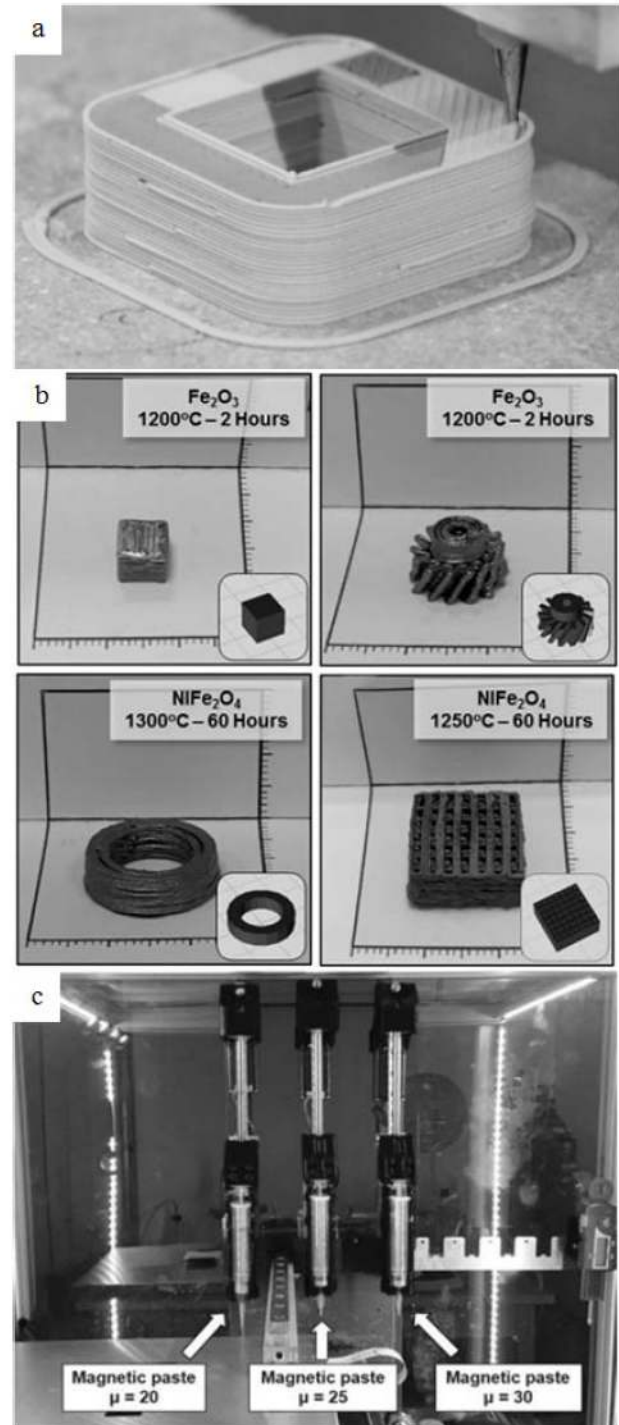 a
b
Fe₂O₃
1200°C – 2 Hours
Fe₂O₃
1200°C – 2 Hours
NiFe₂O₄
1300°C – 60 Hours
NiFe₂O₄
1250°C – 60 Hours
c
Magnetic paste
μ = 20
Magnetic paste
μ = 25
Magnetic paste
μ = 30